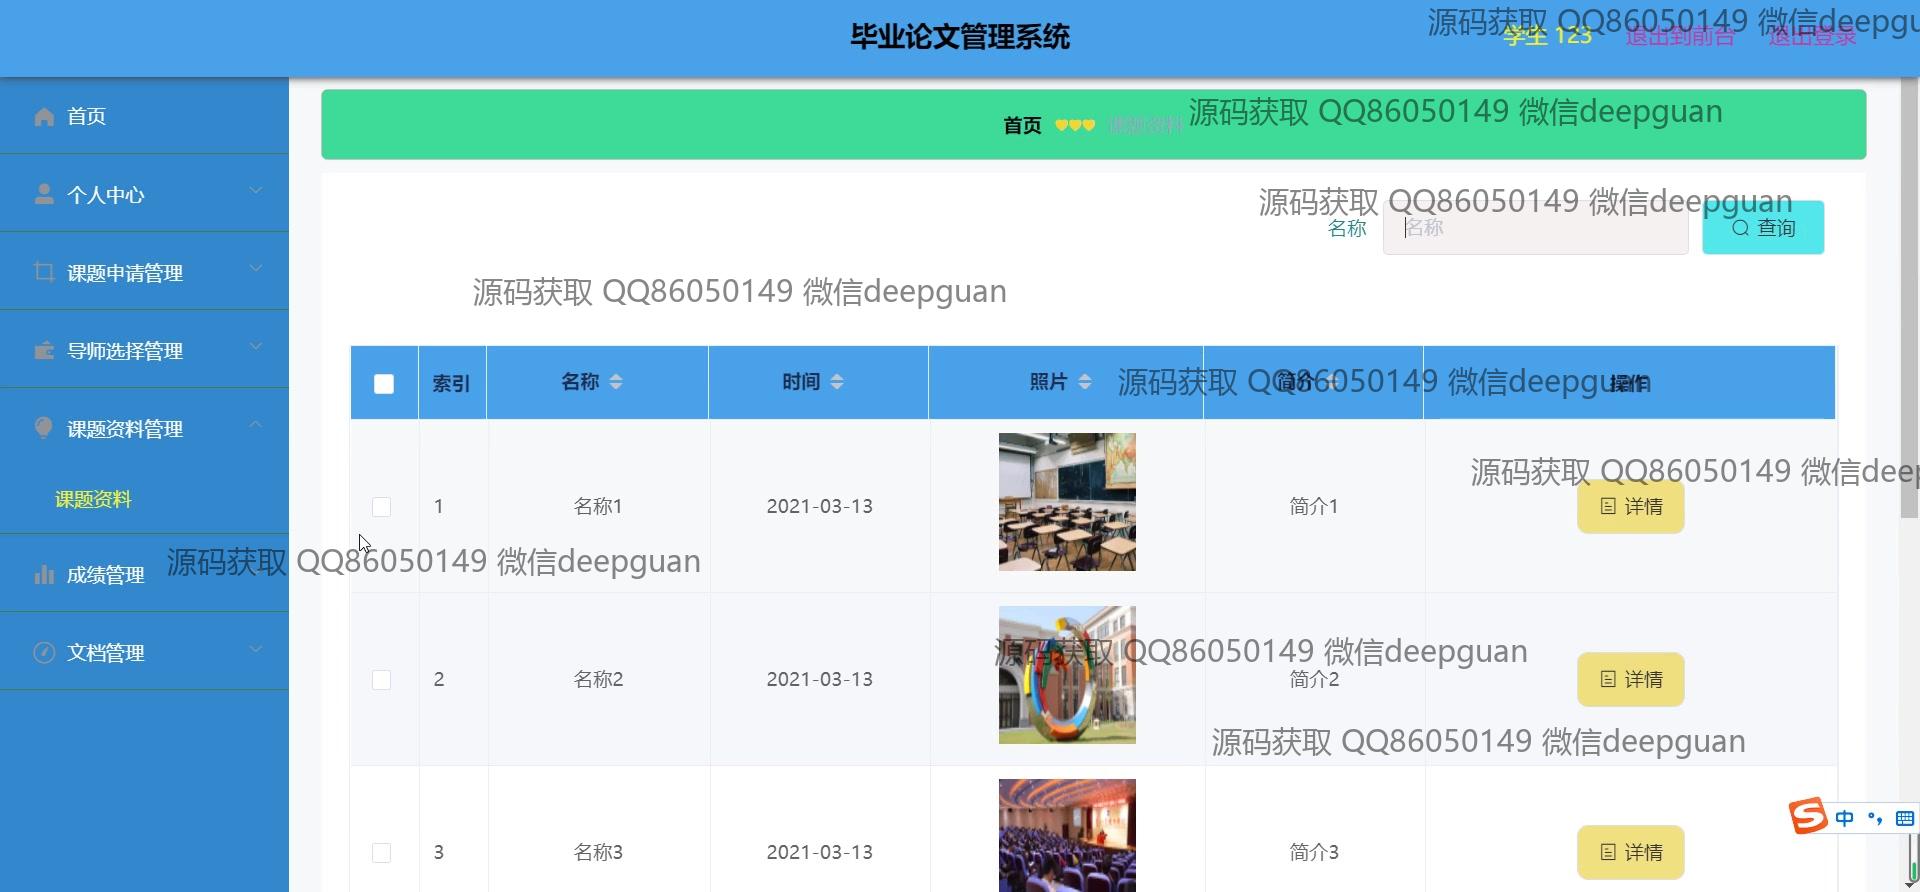 毕业论文管理系统
学生 123
退出到前台
退出登录
源码获取 QQ86050149 微信deepgu
首页
个人中心
课题申请管理
导师选择管理
课题资料管理
课题资料
成绩管理
文档管理
首页 课题资料
源码获取 QQ86050149 微信deepguan
源码获取 QQ86050149 微信deepguan
名称 名称 查询
源码获取 QQ86050149 微信deepguan
索引 名称 时间 照片 简介 操作
源码获取 QQ86050149 微信deepguan
源码获取 QQ86050149 微信deep
1 名称1 2021-03-13 简介1 详情
源码获取 QQ86050149 微信deepguan
源码获取 QQ86050149 微信deepguan
2 名称2 2021-03-13 简介2 详情
源码获取 QQ86050149 微信deepguan
3 名称3 2021-03-13 简介3 详情
中